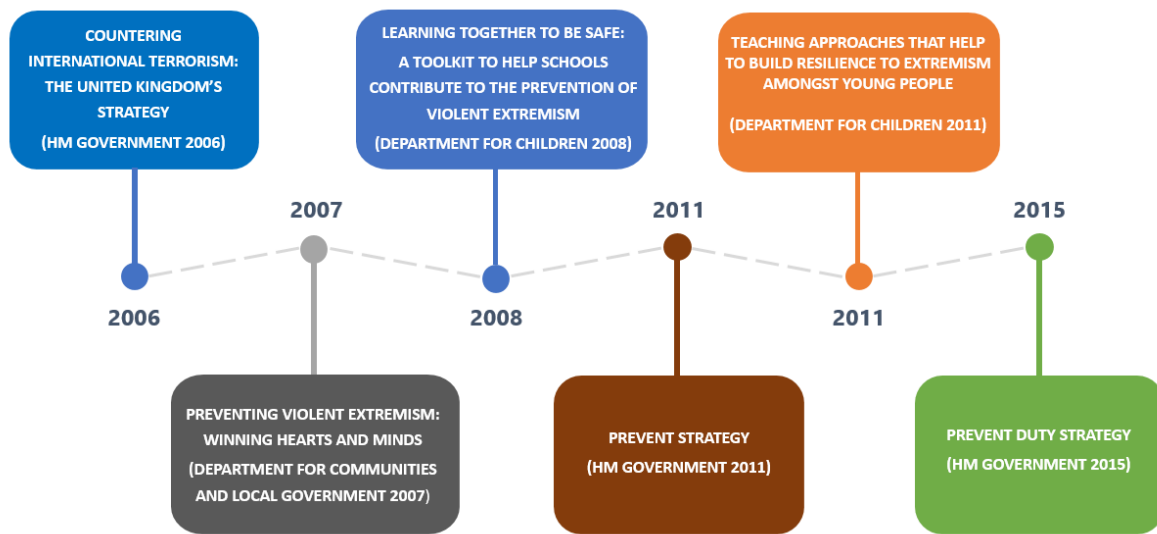 COUNTERING
INTERNATIONAL TERRORISM:
THE UNITED KINGDOM'S
STRATEGY
(HM GOVERNMENT 2006)
LEARNING TOGETHER TO BE SAFE:
A TOOLKIT TO HELP SCHOOLS
CONTRIBUTE TO THE PREVENTION OF
VIOLENT EXTREMISM
(DEPARTMENT FOR CHILDREN 2008)
TEACHING APPROACHES THAT HELP
TO BUILD RESILIENCE TO EXTREMISM
AMONGST YOUNG PEOPLE
(DEPARTMENT FOR CHILDREN 2011)
2007
2011
2015
2006
2008
2011
PREVENTING VIOLENT EXTREMISM:
WINNING HEARTS AND MINDS
(DEPARTMENT FOR COMMUNITIES
AND LOCAL GOVERNMENT 2007)
PREVENT STRATEGY
(HM GOVERNMENT 2011)
PREVENT DUTY STRATEGY
(HM GOVERNMENT 2015)